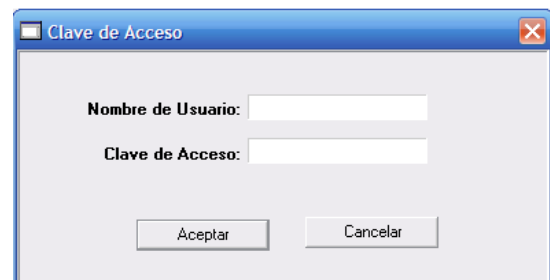 Clave de Acceso
Nombre de Usuario:
Clave de Acceso:
Aceptar Cancelar